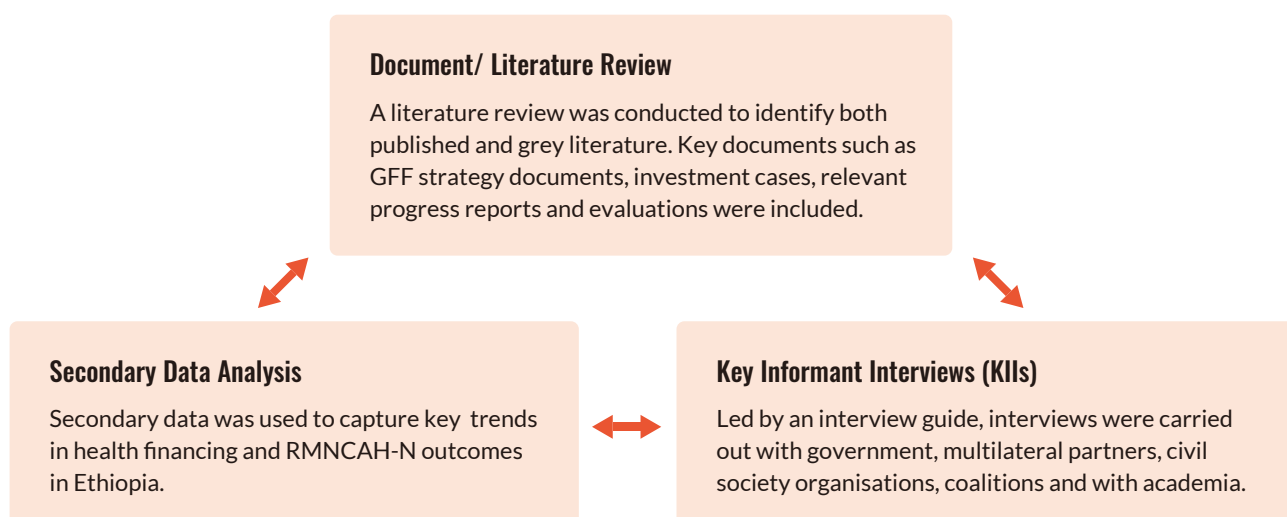 Document/ Literature Review
A literature review was conducted to identify both
published and grey literature. Key documents such as
GFF strategy documents, investment cases, relevant
progress reports and evaluations were included.
Secondary Data Analysis
Secondary data was used to capture key trends
in health financing and RMNCAH-N outcomes
in Ethiopia.
Key Informant Interviews (KIIs)
Led by an interview guide, interviews were carried
out with government, multilateral partners, civil
society organisations, coalitions and with academia.